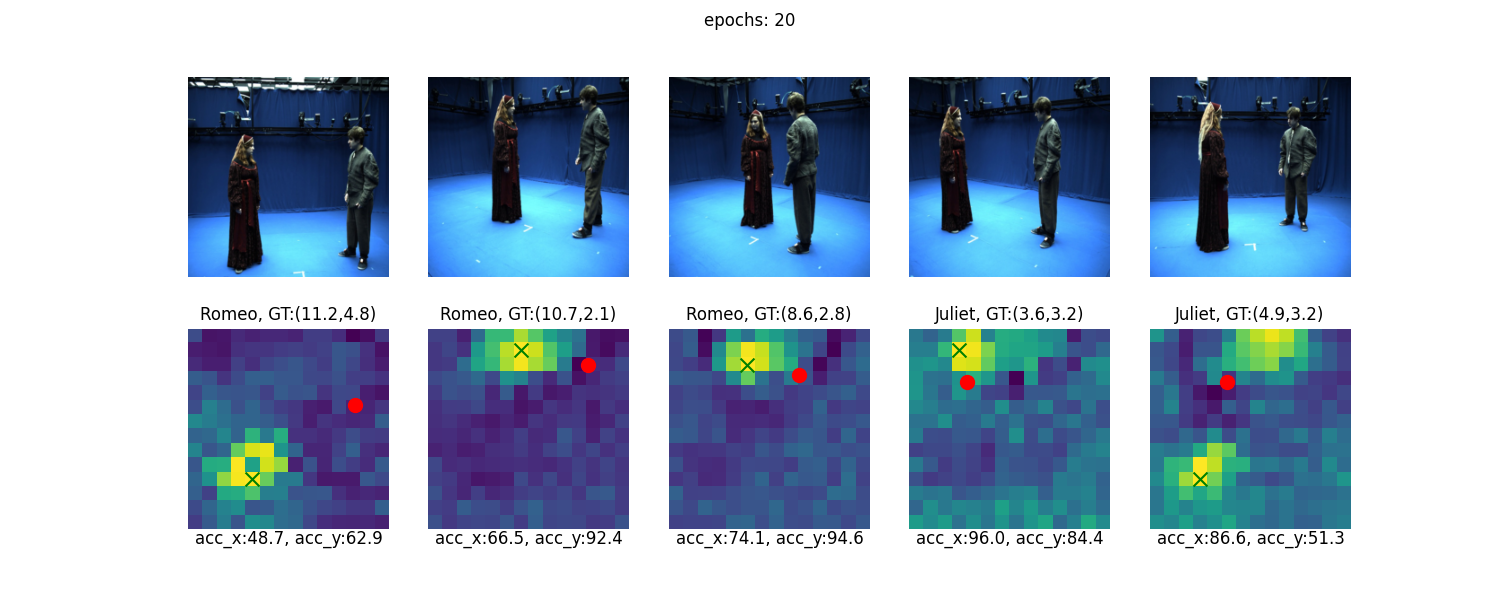 epochs: 20
Romeo, GT:(11.2,4.8)
Romeo, GT:(10.7,2.1)
Romeo, GT:(8.6,2.8)
Juliet, GT:(3.6,3.2)
Juliet, GT:(4.9,3.2)
acc_x:48.7, acc_y:62.9
acc_x:66.5, acc_y:92.4
acc_x:74.1, acc_y:94.6
acc_x:96.0, acc_y:84.4
acc_x:86.6, acc_y:51.3